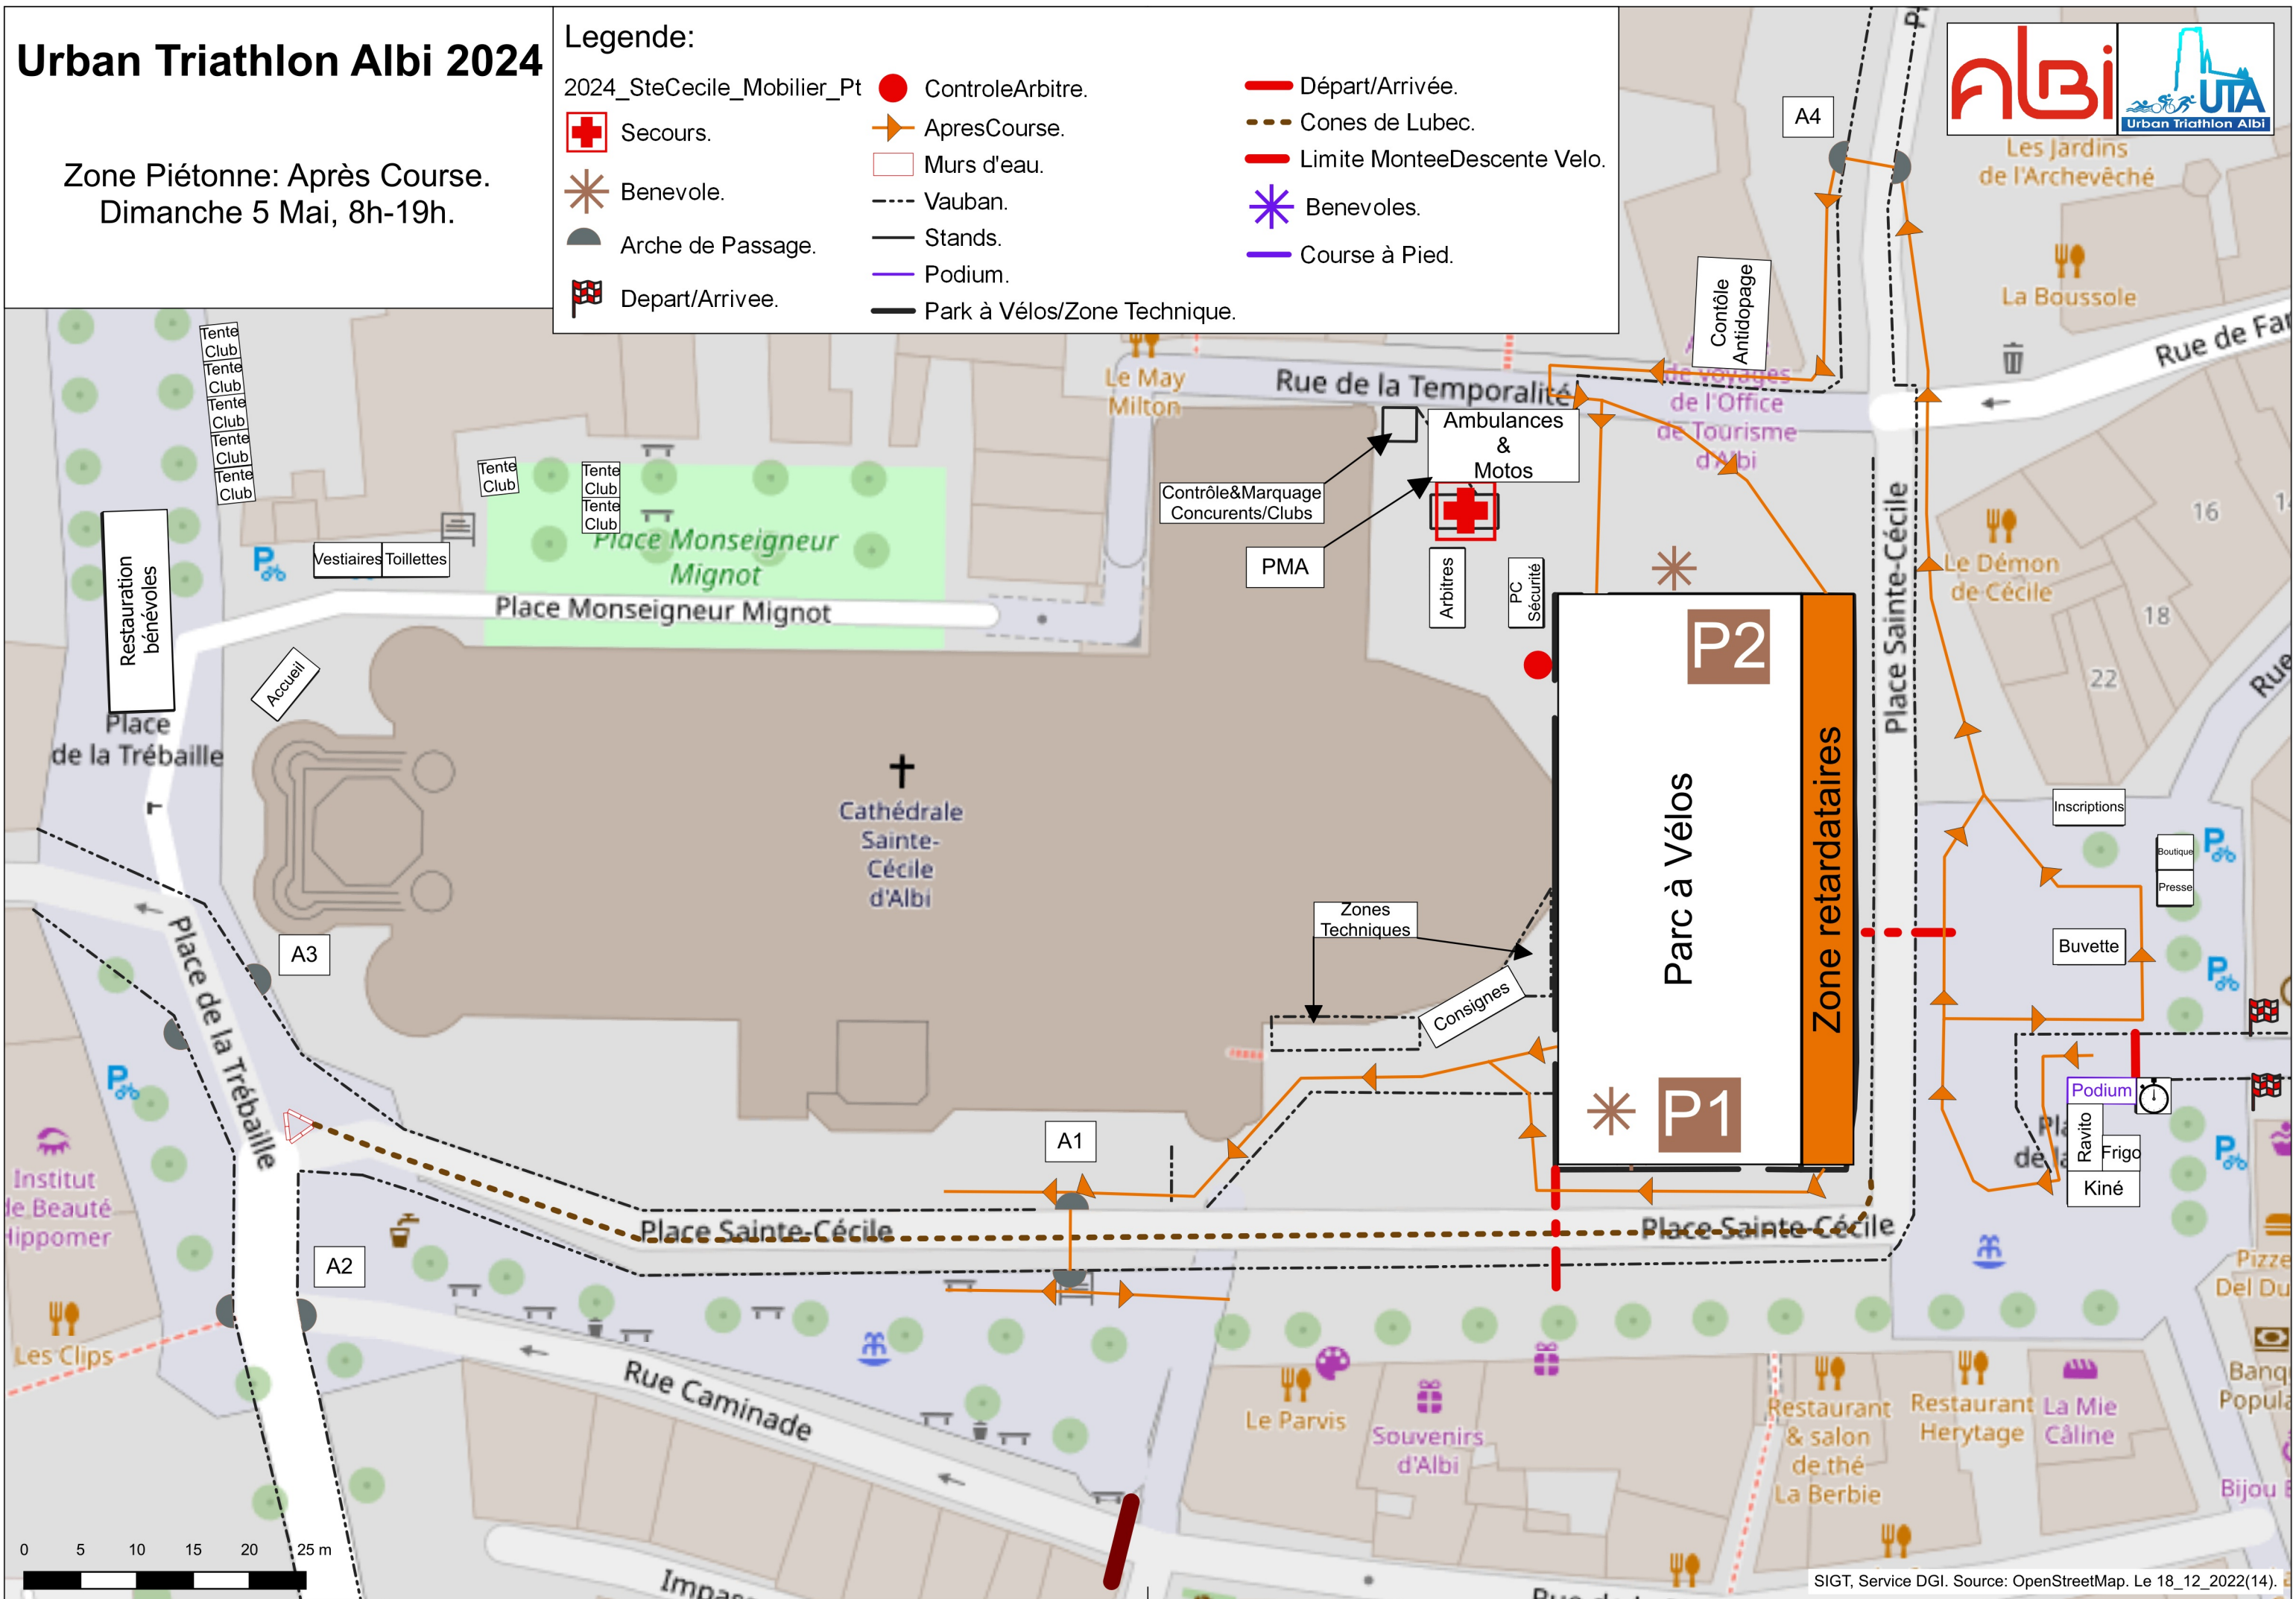 Urban Triathlon Albi 2024
Zone Piétonne: Après Course.
Dimanche 5 Mai, 8h-19h.
Legende:
2024_SteCecile_Mobilier_Pt
Secours.
Benevole.
Arche de Passage.
Depart/Arrivee.
ControleArbitre.
ApresCourse.
Murs d'eau.
Vauban.
Stands.
Podium.
Park à Vélos/Zone Technique.
Départ/Arrivée.
Cones de Lubec.
Limite MonteeDescente Velo.
Benevoles.
Course à Pied.
A4
ALBi
UTA
Urban Triathlon Albi
Les Jardins
de l'Archevêché
La Boussole
Rue de Far
Contôle
Antidopage
Tente
Club
Tente
Club
Tente
Club
Tente
Club
Tente
Club
Tente
Club
Tente
Club
Tente
Club
Le May
Milton
Rue de la Temporalité
de voyages
de l'Office
de Tourisme
d'Albi
Ambulances
&
Motos
Contrôle&Marquage
Concurents/Clubs
PMA
Arbitres
PC
Sécurité
Restauration
bénévoles
Vestiaires
Toillettes
Place Monseigneur
Mignot
Place Monseigneur Mignot
Accueil
Place
de la Trébaille
Place Sainte-Cécile
Le Démon
de Cécile
16
18
22
Rue
P2
Parc à Vélos
Zone retardataires
P1
Cathédrale
Sainte-
Cécile
d'Albi
Zones
Techniques
Consignes
Inscriptions
Boutique
Presse
Buvette
Podium
Ravito
Frigo
Kiné
A3
Place de la Trébaille
A1
A2
Place Sainte-Cécile
Place Sainte-Cécile
Institut
de Beauté
Hippomer
Les Clips
Rue Caminade
Le Parvis
Souvenirs
d'Albi
Restaurant
& salon
de thé
La Berbie
Restaurant
Herytage
La Mie
Câline
Pizze
Del Du
Banq
Popula
Bijou
Impas
0 5 10 15 20 25 m
SIGT, Service DGI. Source: OpenStreetMap. Le 18_12_2022(14).